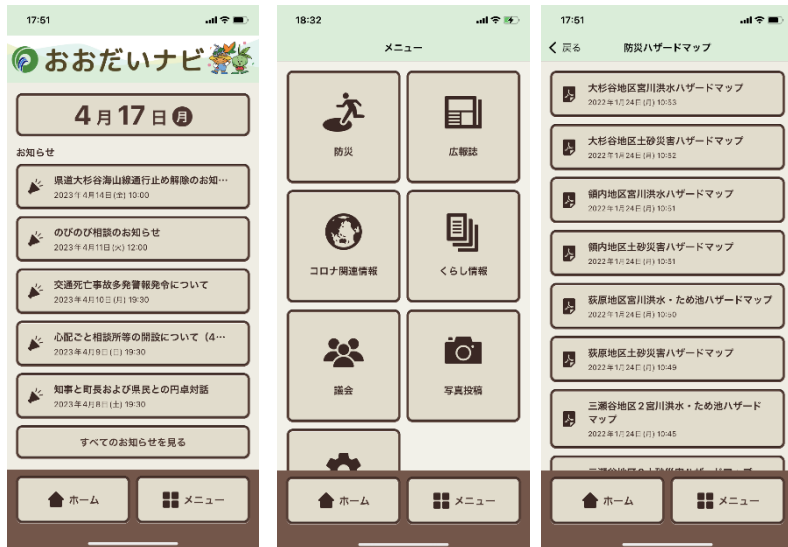 17:51
おおだいナビ
4月17日月
お知らせ
県道大杉谷海山線通行止め解除のお知…
2023年4月14日(金) 10:00
のびのび相談のお知らせ
2023年4月11日(火) 12:00
交通死亡事故多発警報発令について
2023年4月10日(月) 19:30
心配ごと相談所等の開設について（4…
2023年4月9日(日) 19:30
知事と町長および県民との円卓対話
2023年4月8日(土) 19:30
すべてのお知らせを見る
ホーム
メニュー
18:32
メニュー
防災
広報誌
コロナ関連情報
くらし情報
議会
写真投稿
ホーム
メニュー
17:51
戻る
防災ハザードマップ
大杉谷地区宮川洪水ハザードマップ
2022年1月24日(月) 10:53
大杉谷地区土砂災害ハザードマップ
2022年1月24日(月) 10:52
領内地区宮川洪水ハザードマップ
2022年1月24日(月) 10:51
領内地区土砂災害ハザードマップ
2022年1月24日(月) 10:51
荻原地区宮川洪水・ため池ハザードマップ
2022年1月24日(月) 10:50
荻原地区土砂災害ハザードマップ
2022年1月24日(月) 10:49
三瀬谷地区２宮川洪水・ため池ハザード
マップ
2022年1月24日(月) 10:45
ホーム
メニュー